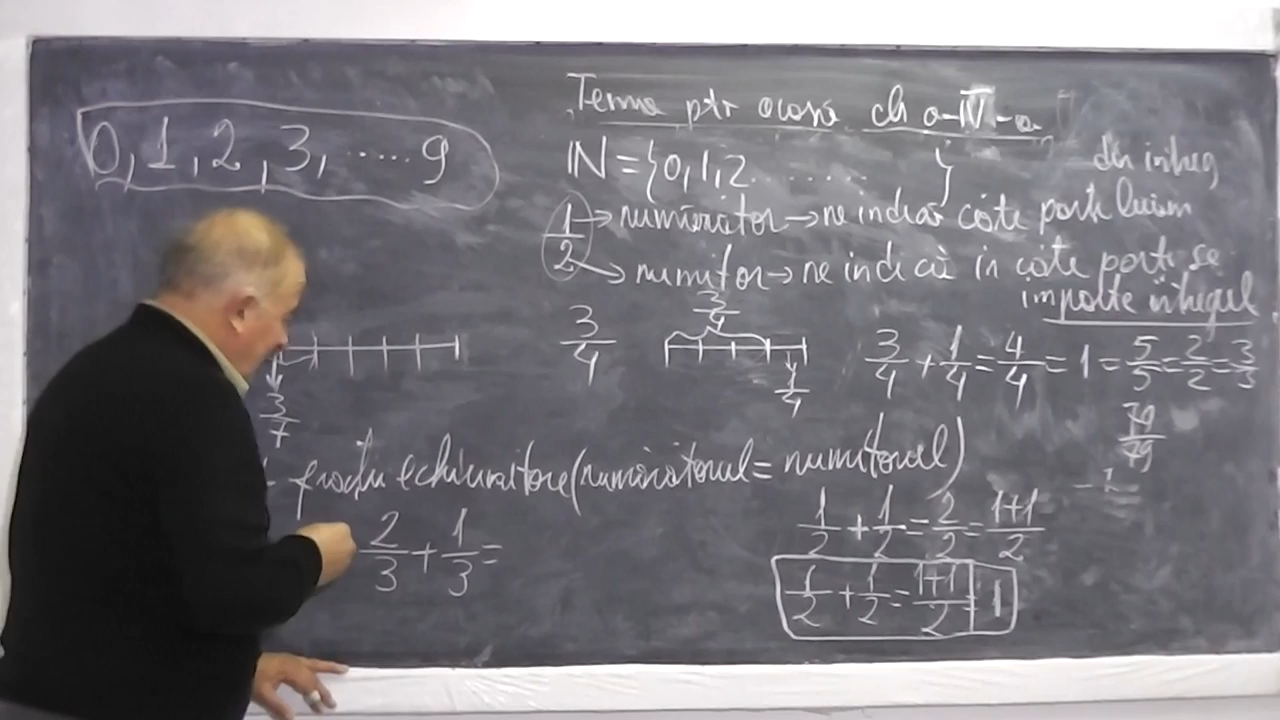 0, 1, 2, 3, ..... 9
Tema ptr acasă cls a-IV-a
IN = {0, 1, 2 ........ }
din întreg
1/2 → numărător → ne indică câte părți luăm
→ numitor → ne indică în câte părți se
împarte întregul
3/7
3/4
3/4
1/4
3/4 + 1/4 = 4/4 = 1 = 5/5 = 2/2 = 3/3
79/79
fracții echiunitare (numărătorul = numitorul)
1/2 + 1/2 = 2/2 = 1+1/2
2/3 + 1/3 =
1/2 + 1/2 = 1+1/2 = 1